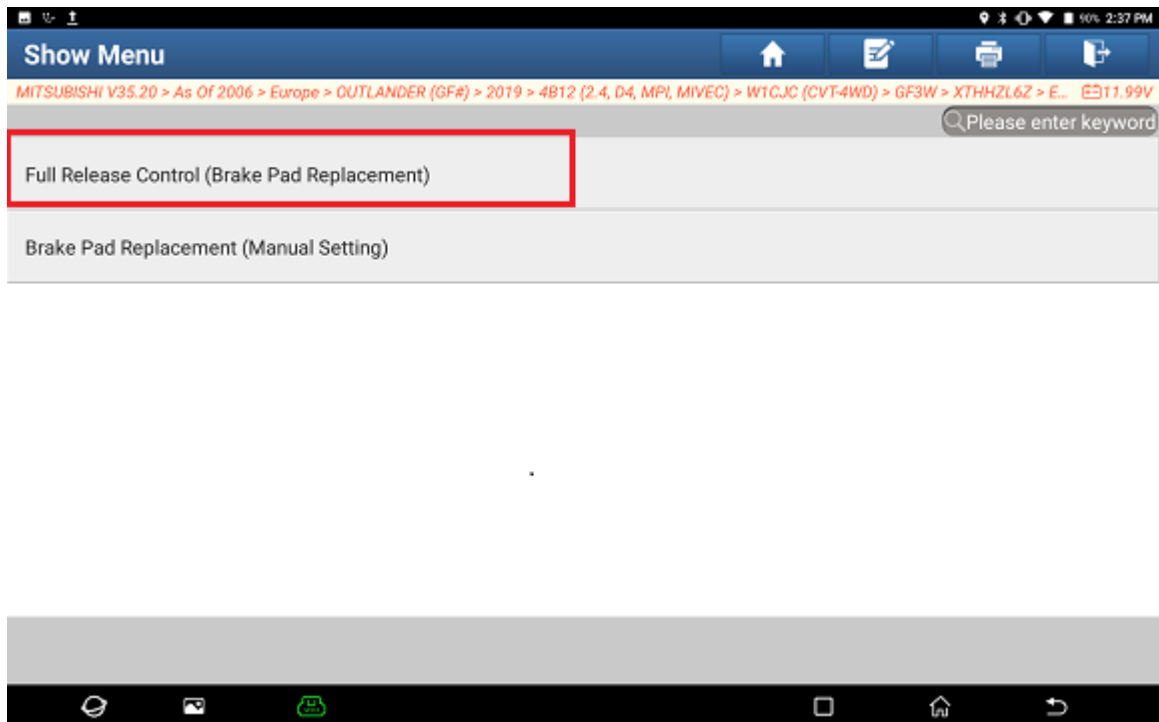 90% 2:37 PM
Show Menu
MITSUBISHI V35.20 > As Of 2006 > Europe > OUTLANDER (GF#) > 2019 > 4B12 (2.4, D4, MPI, MIVEC) > W1CJC (CVT-4WD) > GF3W > XTHHZL6Z > E... 11.99V
Please enter keyword
Full Release Control (Brake Pad Replacement)
Brake Pad Replacement (Manual Setting)